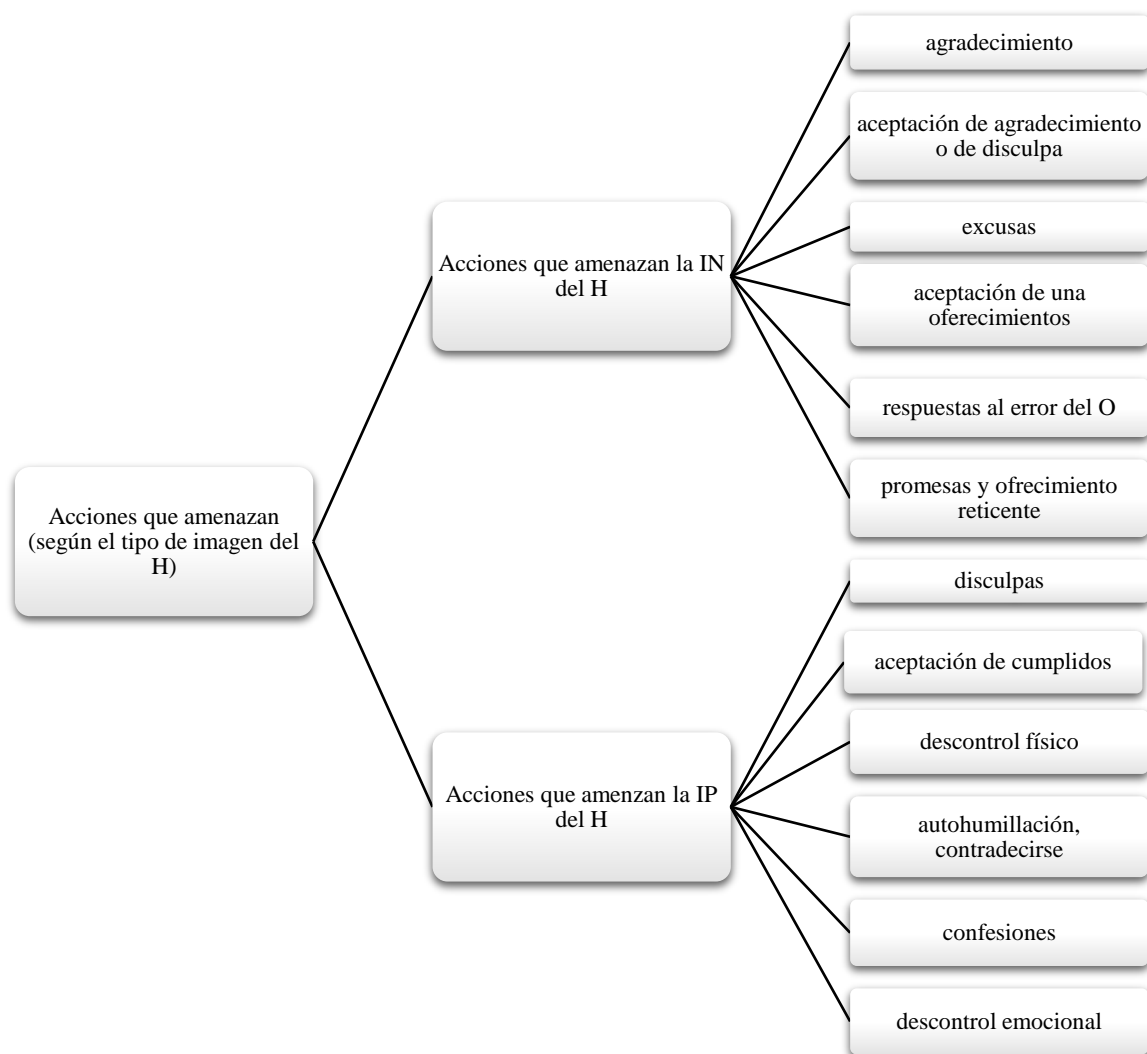 Acciones que amenazan
(según el tipo de imagen del
H)
Acciones que amenazan la IN
del H
agradecimiento
aceptación de agradecimiento
o de disculpa
excusas
aceptación de una
oferecimientos
respuestas al error del O
promesas y ofrecimiento
reticente
Acciones que amenzan la IP
del H
disculpas
aceptación de cumplidos
descontrol físico
autohumillación,
contradecirse
confesiones
descontrol emocional